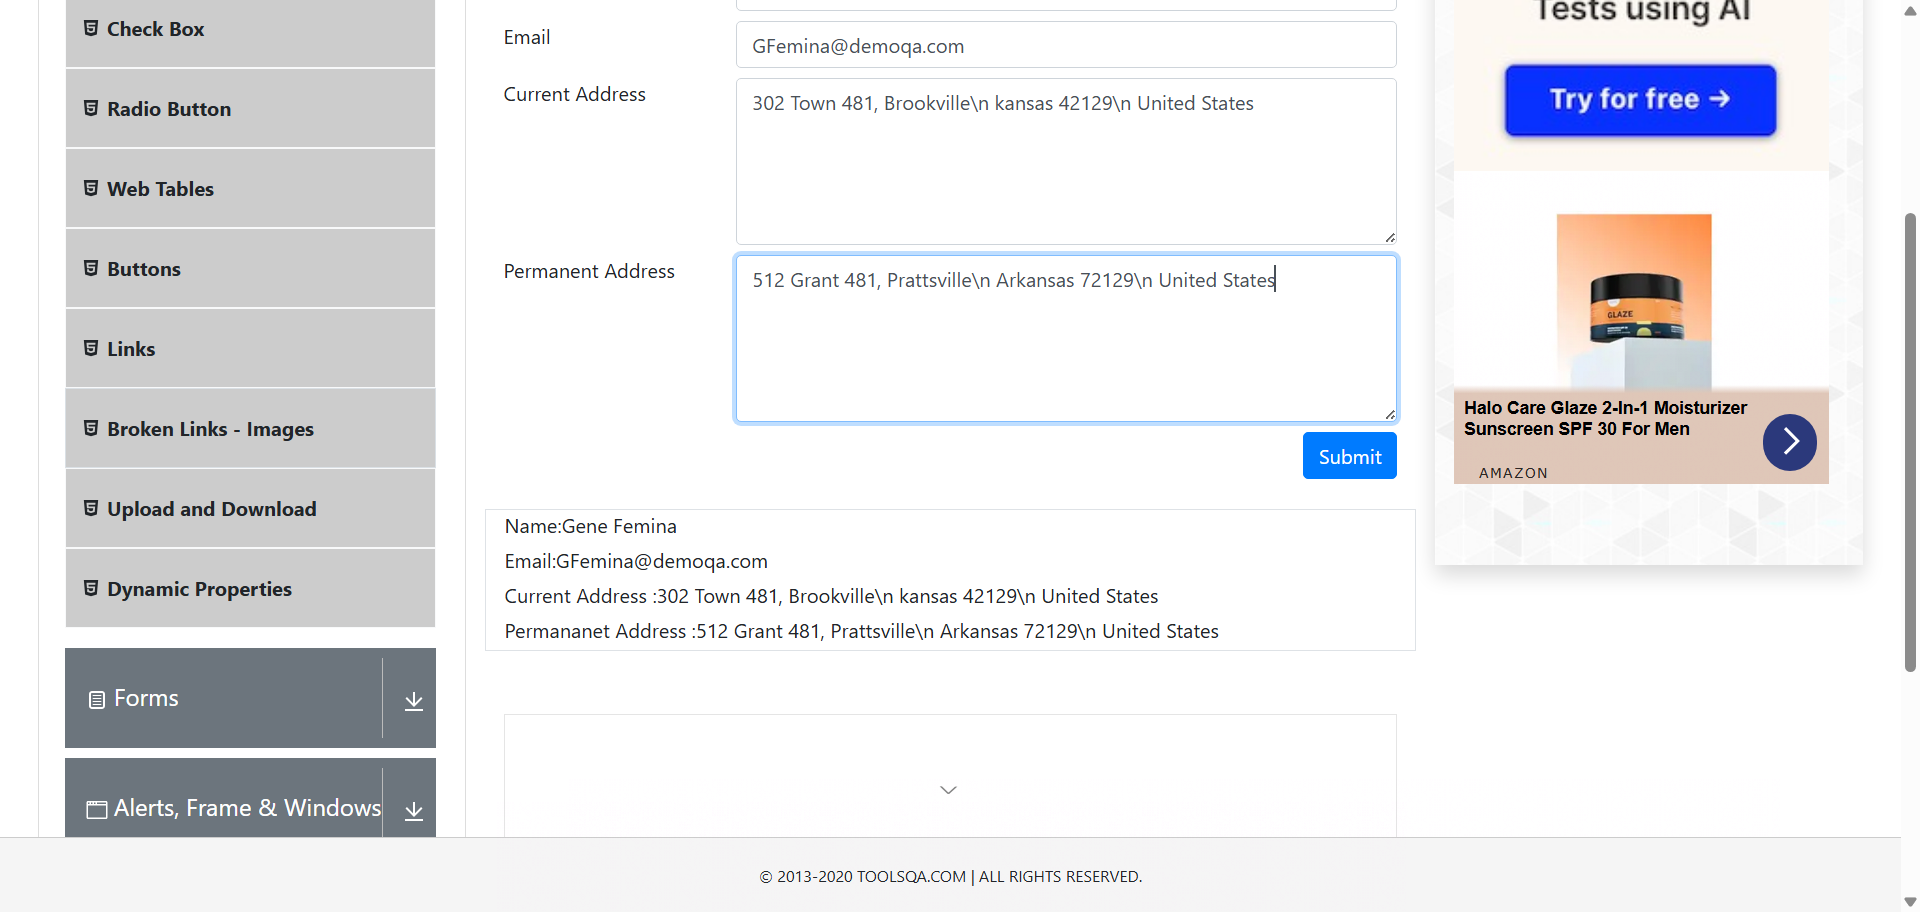 Check Box
Radio Button
Web Tables
Buttons
Links
Broken Links - Images
Upload and Download
Dynamic Properties
Forms
Alerts, Frame & Windows
Email
GFemina@demoqa.com
Current Address
302 Town 481, Brookville\n kansas 42129\n United States
Permanent Address
512 Grant 481, Prattsville\n Arkansas 72129\n United States
Submit
Name:Gene Femina
Email:GFemina@demoqa.com
Current Address :302 Town 481, Brookville\n kansas 42129\n United States
Permananet Address :512 Grant 481, Prattsville\n Arkansas 72129\n United States
Tests using AI
Try for free →
GLAZE
Halo Care Glaze 2-In-1 Moisturizer
Sunscreen SPF 30 For Men
AMAZON
© 2013-2020 TOOLSQA.COM | ALL RIGHTS RESERVED.